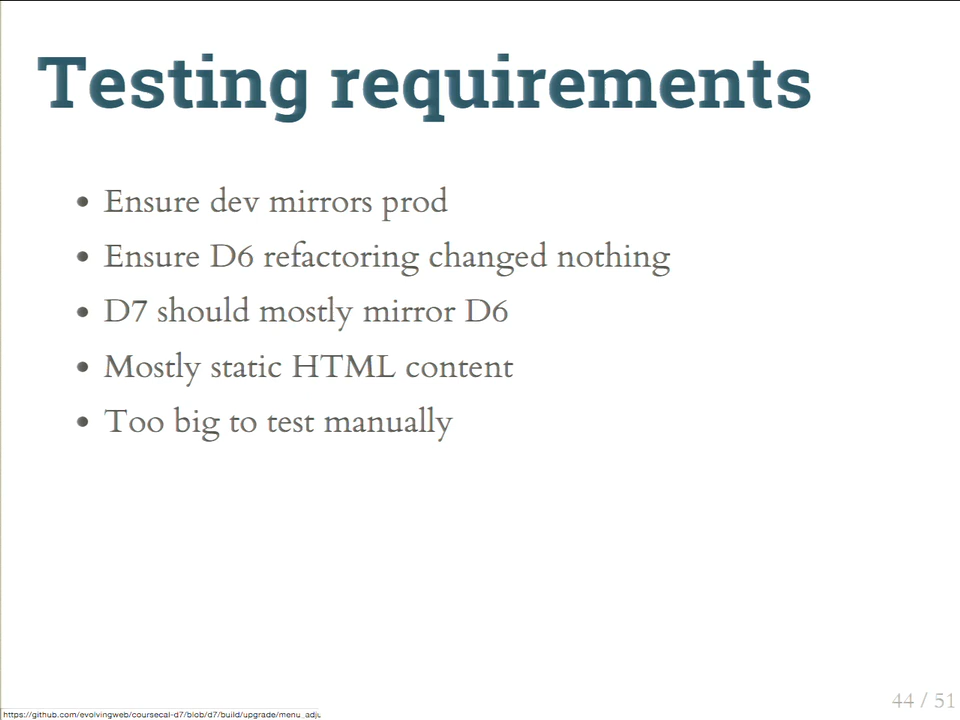 Testing requirements
• Ensure dev mirrors prod
• Ensure D6 refactoring changed nothing
• D7 should mostly mirror D6
• Mostly static HTML content
• Too big to test manually
44 / 51
https://github.com/evolvingweb/coursecal-d7/blob/d7/build/upgrade/menu_adju